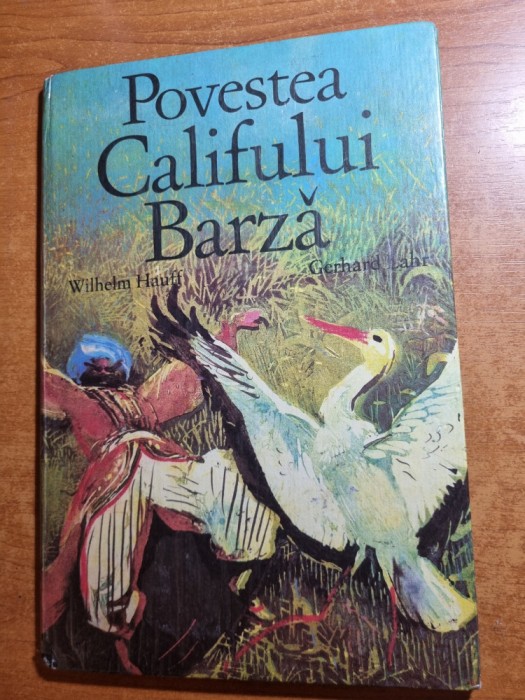 Povestea
Califului
Barză
Wilhelm Hauff
Gerhard Lahr